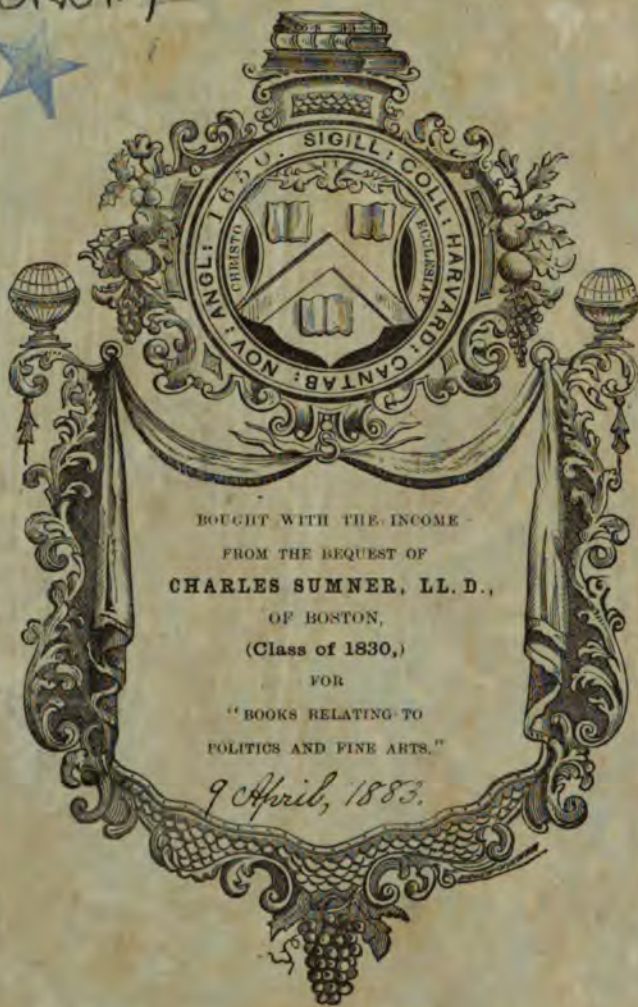 SIGILL: COLL: HARVARD: CANTAB: NOV: ANGL: 1650.
CHRISTO
ECCLESIAE
BOUGHT WITH THE INCOME
FROM THE BEQUEST OF
CHARLES SUMNER, LL. D.,
OF BOSTON,
(Class of 1830,)
FOR
"BOOKS RELATING TO
POLITICS AND FINE ARTS."
9 April, 1883.